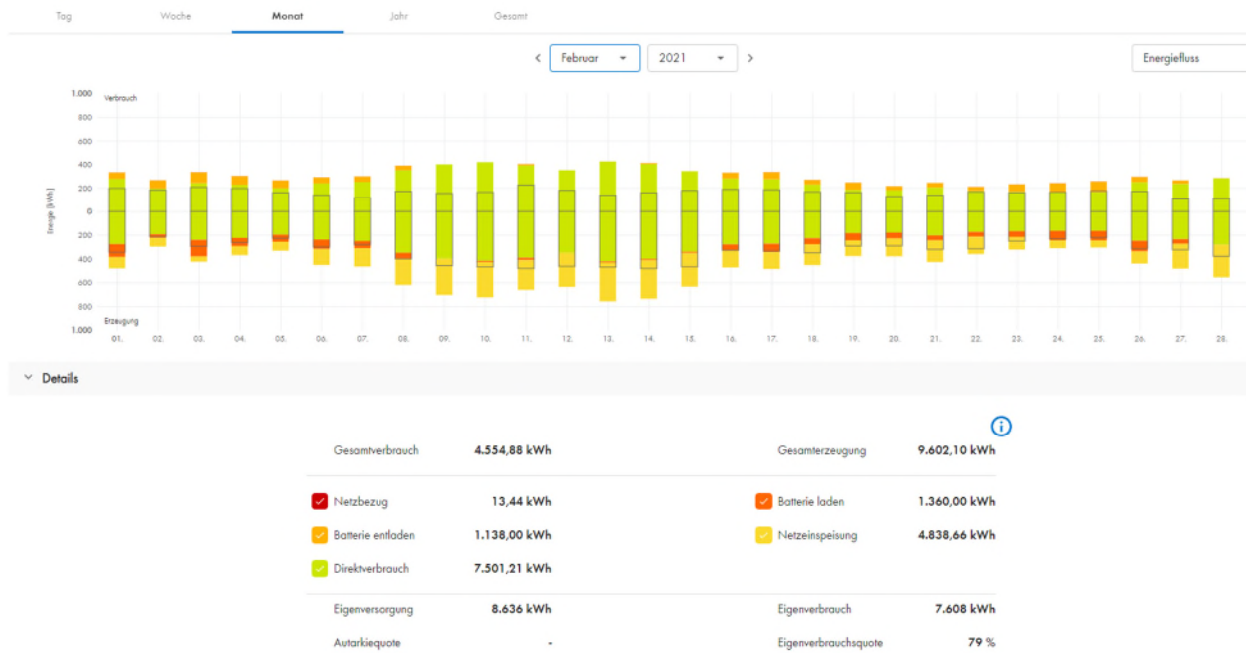 Tag Woche Monat Jahr Gesamt
Februar 2021 Energiefluss
1.000 Verbrauch
800
600
400
200
0
200
400
600
800
1.000 Erzeugung
Energie [kWh]
01. 02. 03. 04. 05. 06. 07. 08. 09. 10. 11. 12. 13. 14. 15. 16. 17. 18. 19. 20. 21. 22. 23. 24. 25. 26. 27. 28.
Details
Gesamtverbrauch 4.554,88 kWh Gesamterzeugung 9.602,10 kWh
Netzbezug 13,44 kWh Batterie laden 1.360,00 kWh
Batterie entladen 1.138,00 kWh Netzeinspeisung 4.838,66 kWh
Direktverbrauch 7.501,21 kWh
Eigenversorgung 8.636 kWh Eigenverbrauch 7.608 kWh
Autarkiequote - Eigenverbrauchsquote 79 %